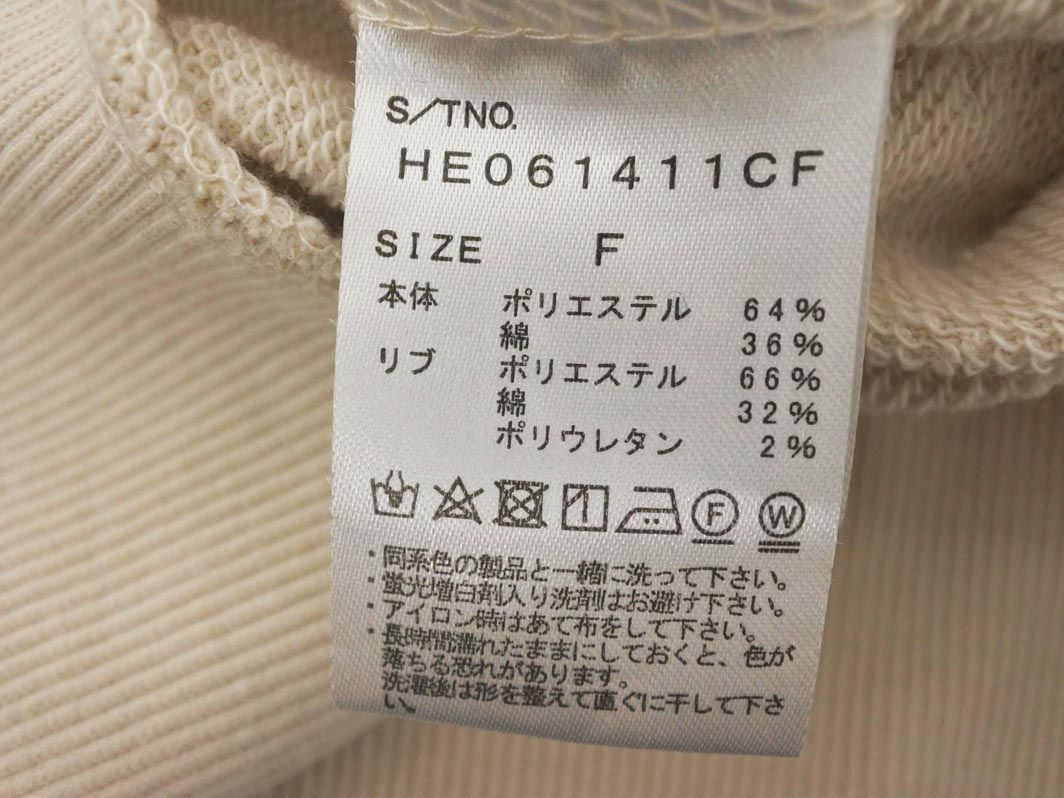 S/TNO.
HE061411CF
SIZE F
本体 ポリエステル 64%
綿 36%
リブ ポリエステル 66%
綿 32%
ポリウレタン 2%
F W
・同系色の製品と一緒に洗って下さい。
・蛍光増白剤入り洗剤はお避け下さい。
・アイロン時はあて布をして下さい。
・長時間濡れたままにしておくと、色が
落ちる恐れがあります。
洗濯後は形を整えて直ぐに干して下さ
い。